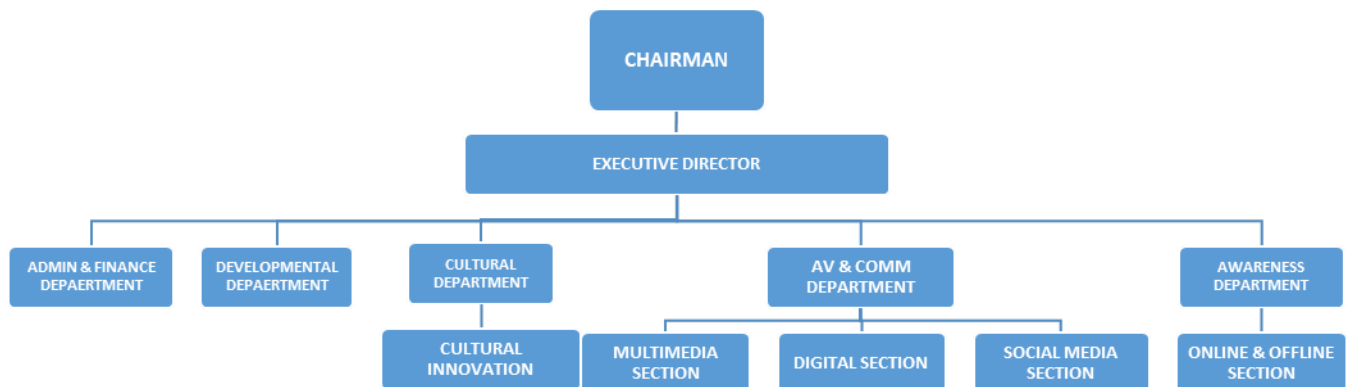 CHAIRMAN
EXECUTIVE DIRECTOR
ADMIN & FINANCE
DEPAERTMENT
DEVELOPMENTAL
DEPAERTMENT
CULTURAL
DEPARTMENT
AV & COMM
DEPARTMENT
AWARENESS
DEPARTMENT
CULTURAL
INNOVATION
MULTIMEDIA
SECTION
DIGITAL SECTION
SOCIAL MEDIA
SECTION
ONLINE & OFFLINE
SECTION